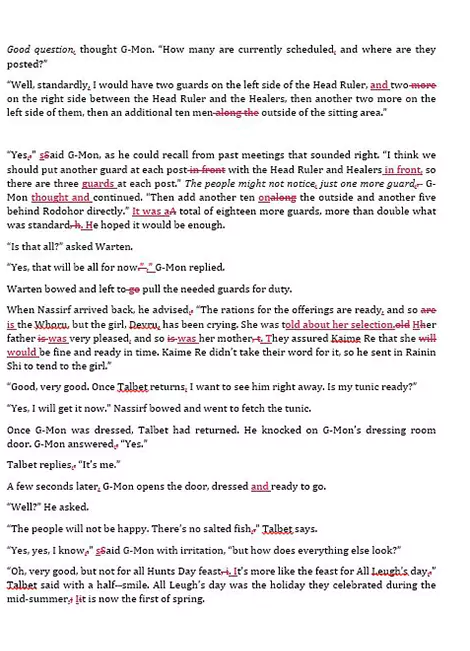 Good question, thought G-Mon. “How many are currently scheduled, and where are they
posted?”
“Well, standardly, I would have two guards on the left side of the Head Ruler, and two more
on the right side between the Head Ruler and the Healers, then another two more on the
left side of them, then an additional ten men along the outside of the sitting area.”
“Yes,” sSaid G-Mon, as he could recall from past meetings that sounded right. “I think we
should put another guard at each post in front with the Head Ruler and Healers in front, so
there are three guards at each post.” The people might not notice, just one more guard, G-
Mon thought and continued. “Then add another ten onalong the outside and another five
behind Rodohor directly.” It was aA total of eighteen more guards, more than double what
was standard. h. He hoped it would be enough.
“Is that all?” asked Warten.
“Yes, that will be all for now”.,” G-Mon replied.
Warten bowed and left to go pull the needed guards for duty.
When Nassirf arrived back, he advised, “The rations for the offerings are ready, and so are
is the Whoru, but the girl, Devru, has been crying. She was told about her selection.old Hher
father is was very pleased, and so is was her mother, t. They assured Kaime Re that she will
would be fine and ready in time. Kaime Re didn’t take their word for it, so he sent in Rainin
Shi to tend to the girl.”
“Good, very good. Once Talbet returns, I want to see him right away. Is my tunic ready?”
“Yes, I will get it now.” Nassirf bowed and went to fetch the tunic.
Once G-Mon was dressed, Talbet had returned. He knocked on G-Mon’s dressing room
door. G-Mon answered, “Yes.”
Talbet replies, “It’s me.”
A few seconds later, G-Mon opens the door, dressed and ready to go.
“Well?” He asked.
“The people will not be happy. There’s no salted fish,” Talbet says.
“Yes, yes, I know,” sSaid G-Mon with irritation, “but how does everything else look?”
“Oh, very good, but not for all Hunts Day feast, i. It’s more like the feast for All Leugh’s day,”
Talbet said with a half-smile. All Leugh’s day was the holiday they celebrated during the
mid-summer; Iit is now the first of spring.